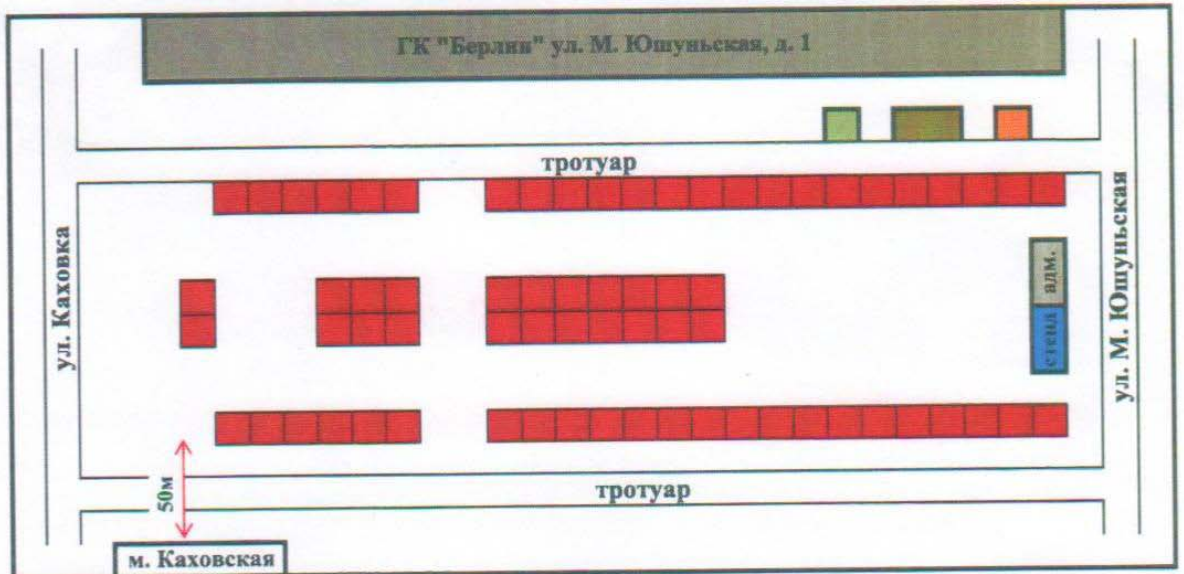 ГК "Берлин" ул. М. Юшуньская, д. 1
тротуар
ул. Каховка
адм.
стенд
ул. М. Юшуньская
50м
тротуар
м. Каховская